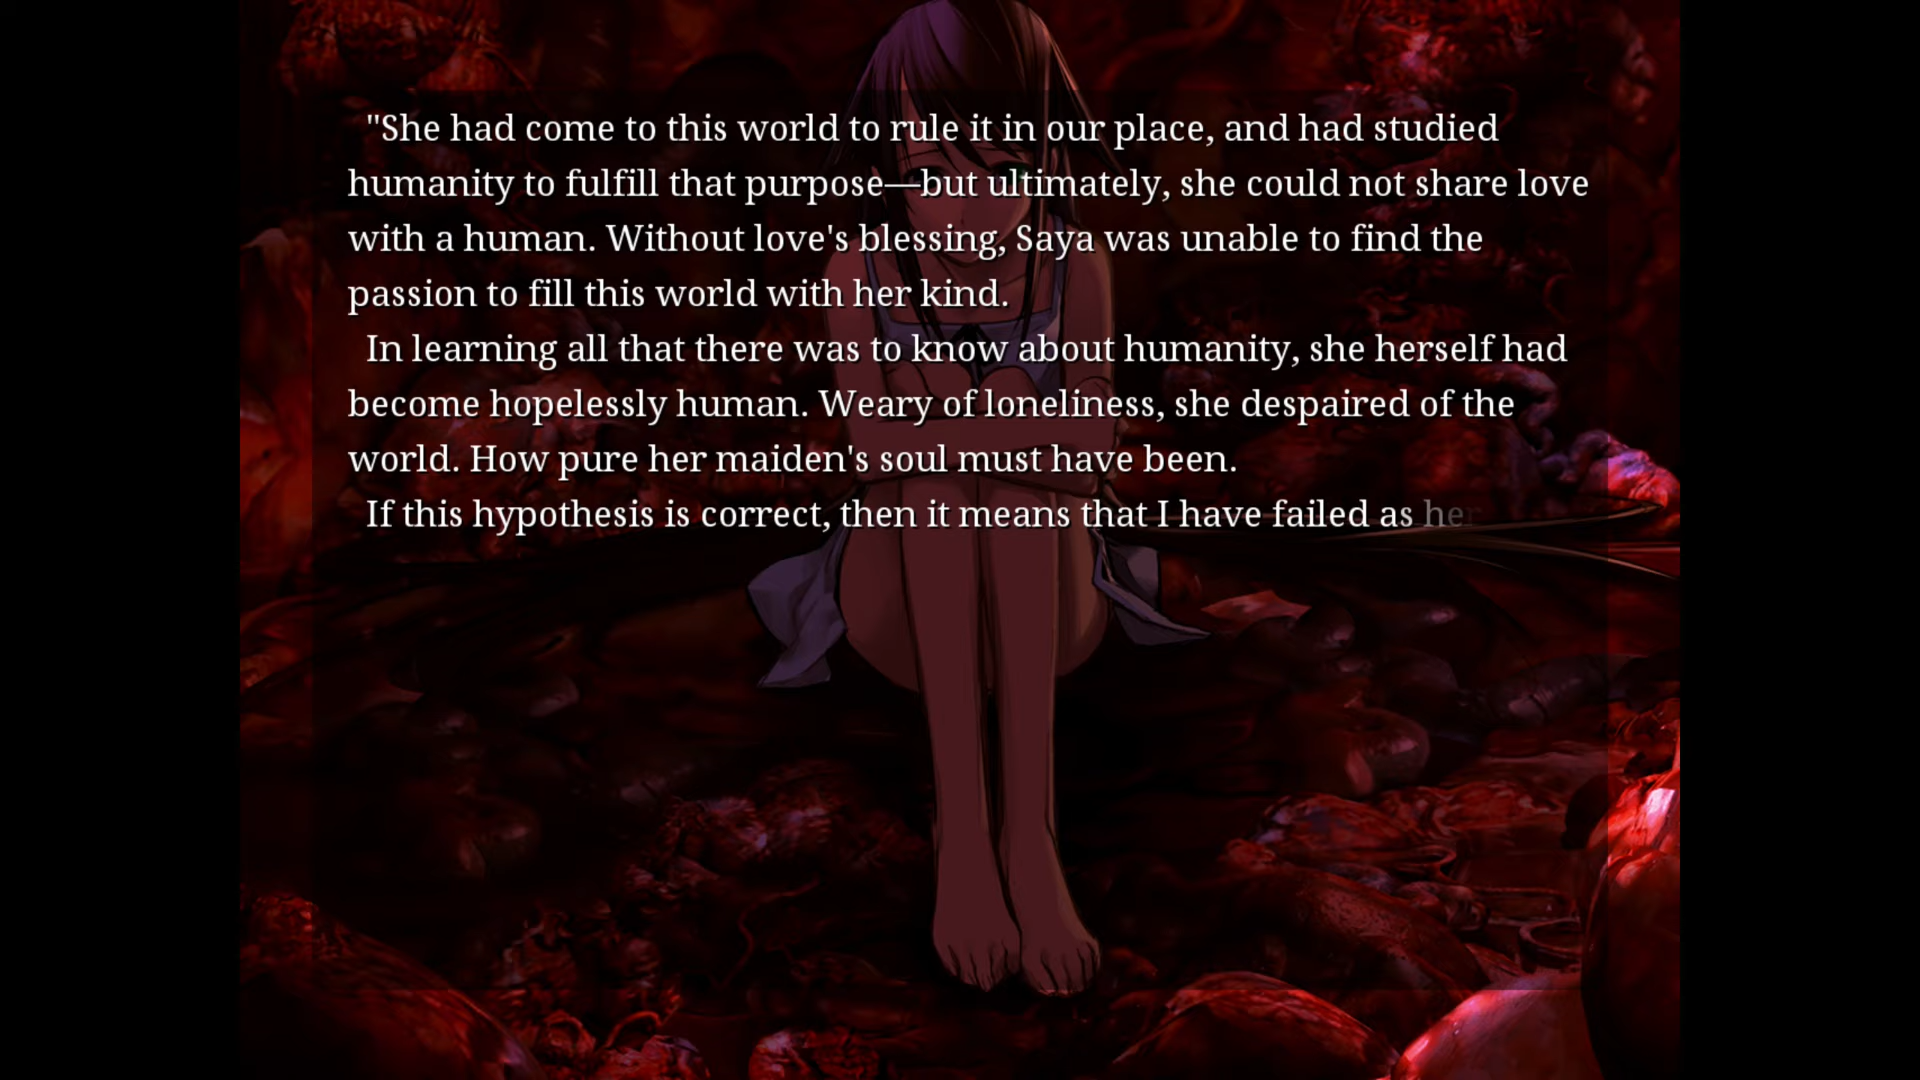 "She had come to this world to rule it in our place, and had studied
humanity to fulfill that purpose—but ultimately, she could not share love
with a human. Without love's blessing, Saya was unable to find the
passion to fill this world with her kind.
In learning all that there was to know about humanity, she herself had
become hopelessly human. Weary of loneliness, she despaired of the
world. How pure her maiden's soul must have been.
If this hypothesis is correct, then it means that I have failed as her